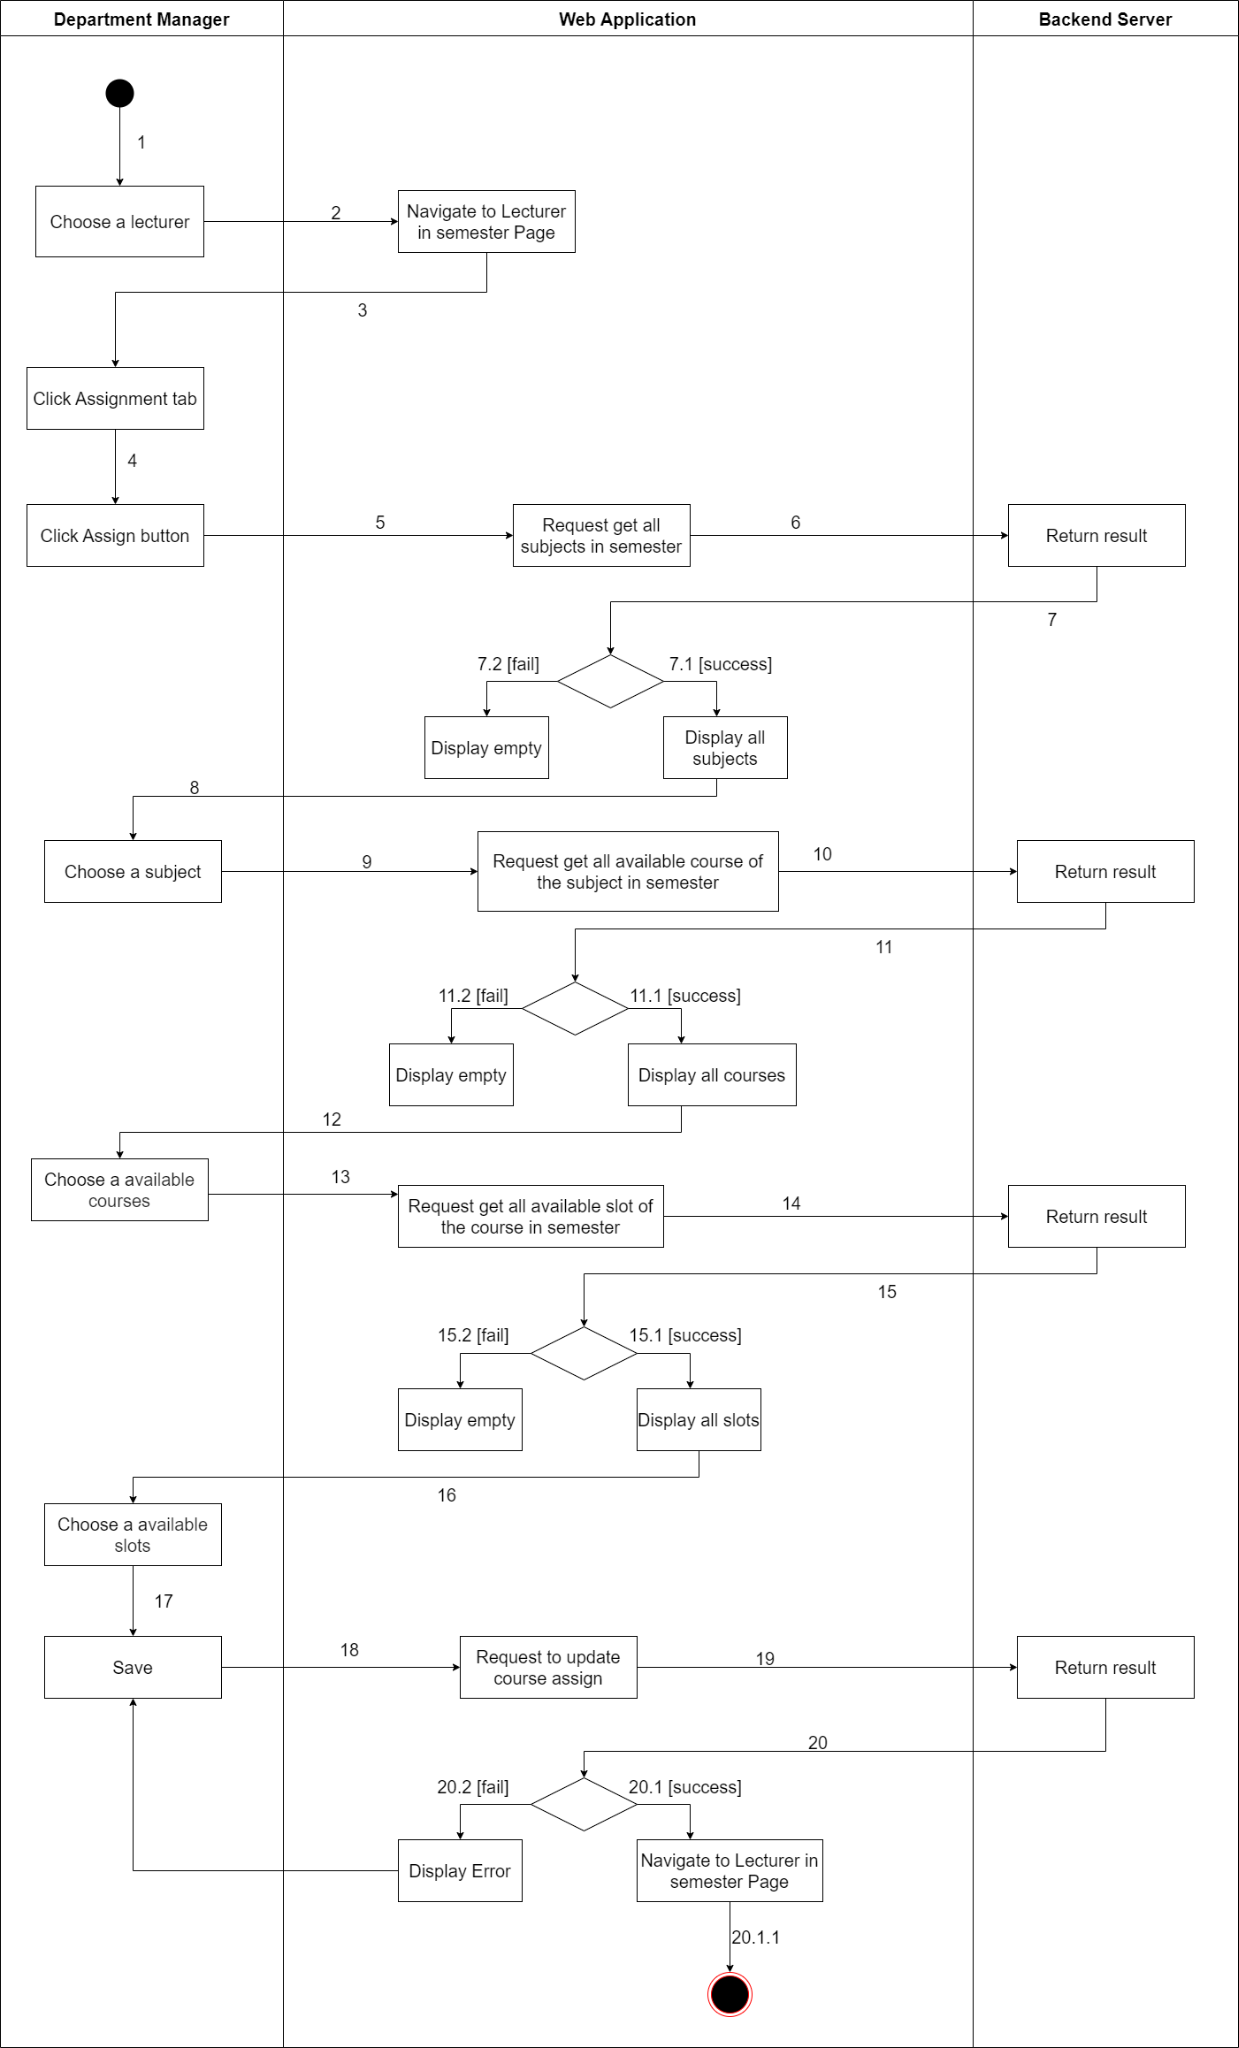 Department Manager
Web Application
Backend Server
1
Choose a lecturer
2
Navigate to Lecturer
in semester Page
3
Click Assignment tab
4
Click Assign button
5
Request get all
subjects in semester
6
Return result
7
7.2 [fail]
7.1 [success]
Display empty
Display all
subjects
8
Choose a subject
9
Request get all available course of
the subject in semester
10
Return result
11
11.2 [fail]
11.1 [success]
Display empty
Display all courses
12
Choose a available
courses
13
Request get all available slot of
the course in semester
14
Return result
15
15.2 [fail]
15.1 [success]
Display empty
Display all slots
16
Choose a available
slots
17
Save
18
Request to update
course assign
19
Return result
20
20.2 [fail]
20.1 [success]
Display Error
Navigate to Lecturer in
semester Page
20.1.1